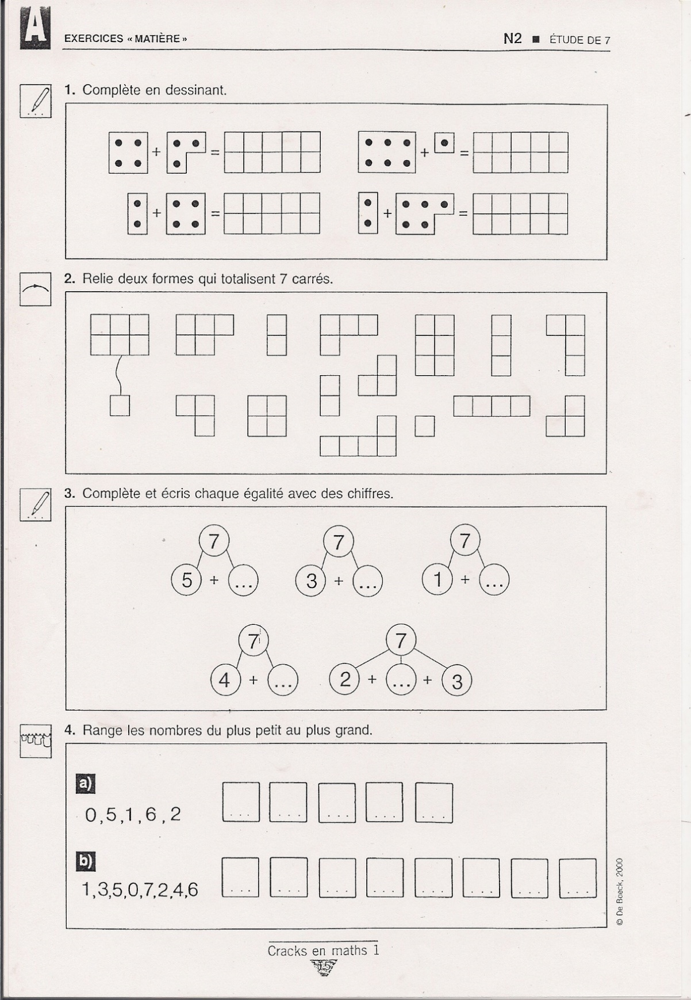 A
EXERCICES « MATIÈRE »
N2 ■ ÉTUDE DE 7
1. Complète en dessinant.
+ =
+ =
+ =
+ =
2. Relie deux formes qui totalisent 7 carrés.
3. Complète et écris chaque égalité avec des chiffres.
7 7 7
5 + ... 3 + ... 1 + ...
7 7
4 + ... 2 + ... + 3
4. Range les nombres du plus petit au plus grand.
a)
0,5,1,6,2 ... ... ... ... ...
b)
1,3,5,0,7,2,4,6 ... ... ... ... ... ... ... ...
© De Boeck, 2000
Cracks en maths 1
15